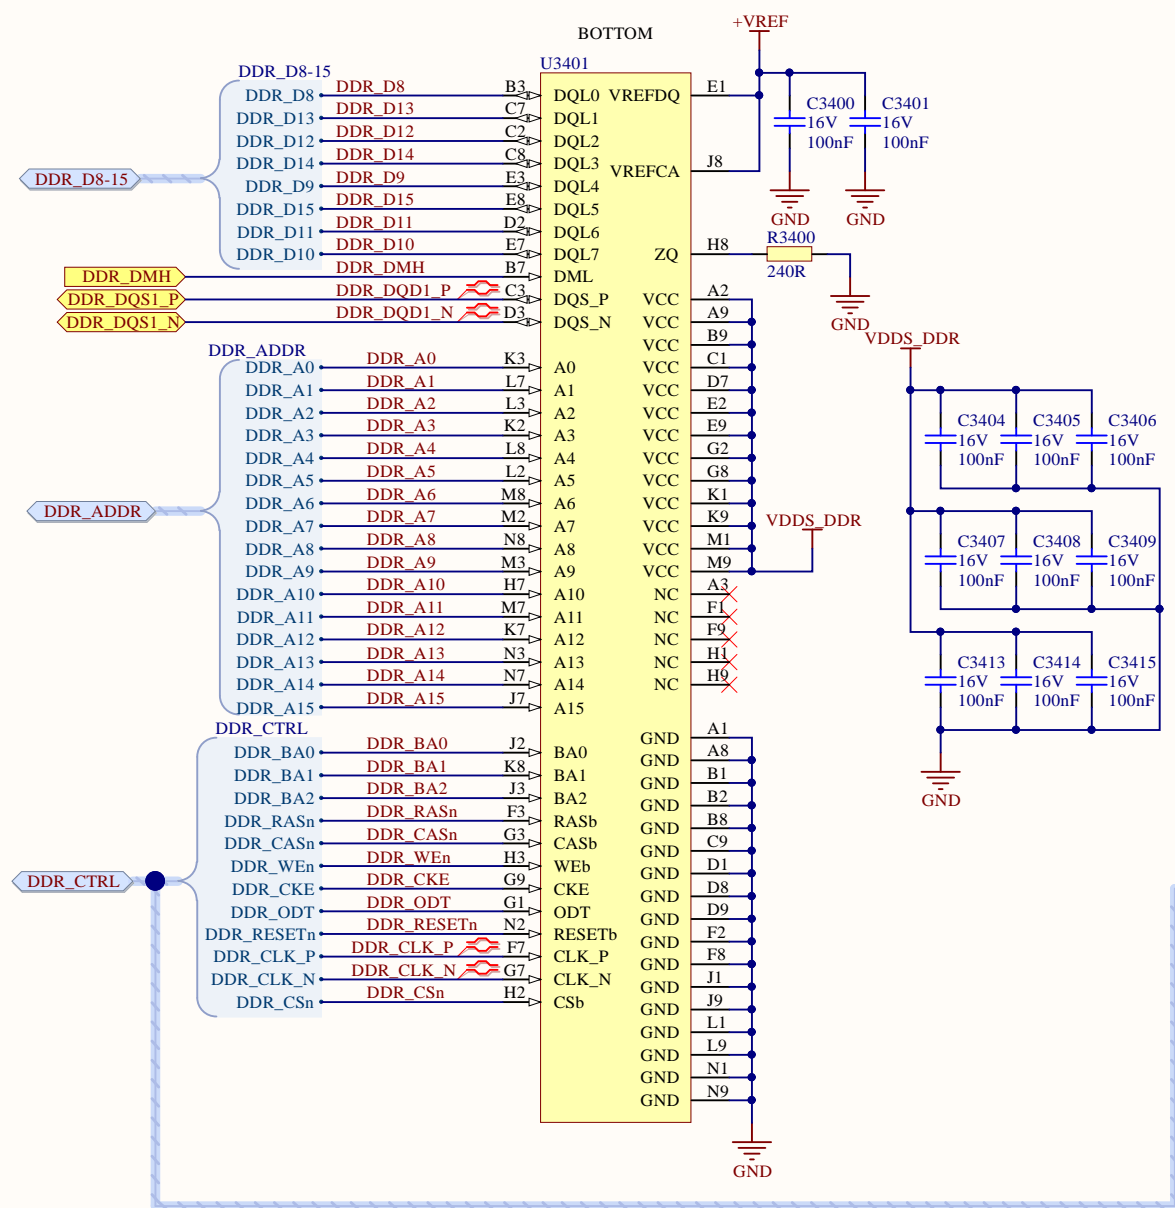 BOTTOM
U3401
+VREF
DDR_D8-15
DDR_D8-15
DDR_D8 DDR_D8 B3 DQL0
DDR_D13 DDR_D13 C7 DQL1
DDR_D12 DDR_D12 C2 DQL2
DDR_D14 DDR_D14 C8 DQL3
DDR_D9 DDR_D9 E3 DQL4
DDR_D15 DDR_D15 E8 DQL5
DDR_D11 DDR_D11 D2 DQL6
DDR_D10 DDR_D10 E7 DQL7
DDR_DMH DDR_DMH B7 DML
DDR_DQS1_P DDR_DQD1_P C3 DQS_P
DDR_DQS1_N DDR_DQD1_N D3 DQS_N
DDR_ADDR
DDR_ADDR
DDR_A0 DDR_A0 K3 A0
DDR_A1 DDR_A1 L7 A1
DDR_A2 DDR_A2 L3 A2
DDR_A3 DDR_A3 K2 A3
DDR_A4 DDR_A4 L8 A4
DDR_A5 DDR_A5 L2 A5
DDR_A6 DDR_A6 M8 A6
DDR_A7 DDR_A7 M2 A7
DDR_A8 DDR_A8 N8 A8
DDR_A9 DDR_A9 M3 A9
DDR_A10 DDR_A10 H7 A10
DDR_A11 DDR_A11 M7 A11
DDR_A12 DDR_A12 K7 A12
DDR_A13 DDR_A13 N3 A13
DDR_A14 DDR_A14 N7 A14
DDR_A15 DDR_A15 J7 A15
DDR_CTRL
DDR_CTRL
DDR_BA0 DDR_BA0 J2 BA0
DDR_BA1 DDR_BA1 K8 BA1
DDR_BA2 DDR_BA2 J3 BA2
DDR_RASn DDR_RASn F3 RASb
DDR_CASn DDR_CASn G3 CASb
DDR_WEn DDR_WEn H3 WEb
DDR_CKE DDR_CKE G9 CKE
DDR_ODT DDR_ODT G1 ODT
DDR_RESETn DDR_RESETn N2 RESETb
DDR_CLK_P DDR_CLK_P F7 CLK_P
DDR_CLK_N DDR_CLK_N G7 CLK_N
DDR_CSn DDR_CSn H2 CSb
VREFDQ E1
VREFCA J8
ZQ H8
VCC A2
VCC A9
VCC B9
VCC C1
VCC D7
VCC E2
VCC E9
VCC G2
VCC G8
VCC K1
VCC K9
VCC M1
VCC M9
NC A3
NC F1
NC F9
NC H1
NC H9
GND A1
GND A8
GND B1
GND B2
GND B8
GND C9
GND D1
GND D8
GND D9
GND F2
GND F8
GND J1
GND J9
GND L1
GND L9
GND N1
GND N9
GND
C3400
16V
100nF
C3401
16V
100nF
GND
GND
R3400
240R
GND
VDDS_DDR
VDDS_DDR
C3404
16V
100nF
C3405
16V
100nF
C3406
16V
100nF
C3407
16V
100nF
C3408
16V
100nF
C3409
16V
100nF
C3413
16V
100nF
C3414
16V
100nF
C3415
16V
100nF
GND